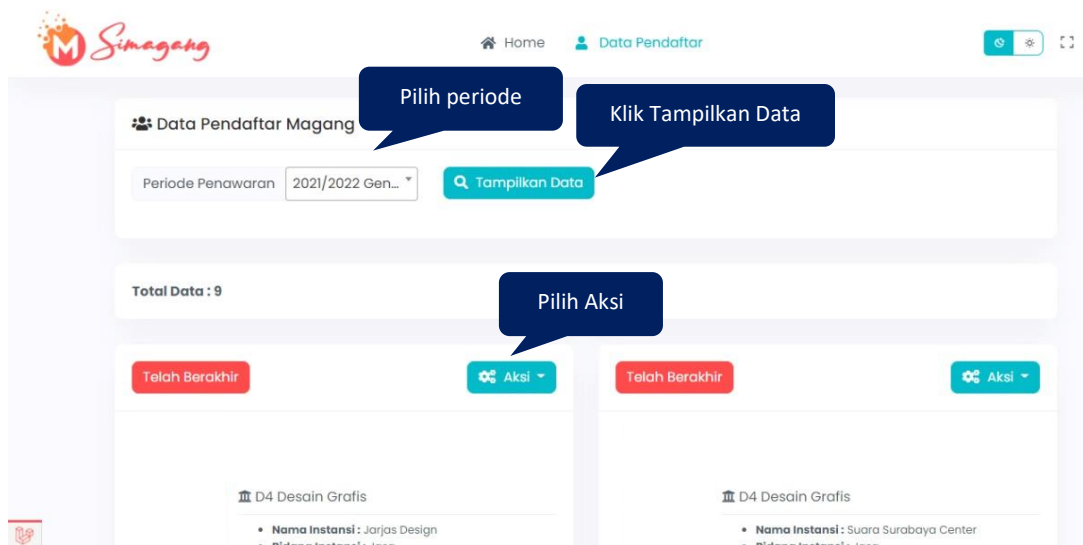 Simagang
Home
Data Pendaftar
Pilih periode
Klik Tampilkan Data
Data Pendaftar Magang
Periode Penawaran
2021/2022 Gen...
Tampilkan Data
Total Data : 9
Pilih Aksi
Telah Berakhir
Aksi
Telah Berakhir
Aksi
D4 Desain Grafis
• Nama Instansi : Jarjas Design
D4 Desain Grafis
• Nama Instansi : Suara Surabaya Center